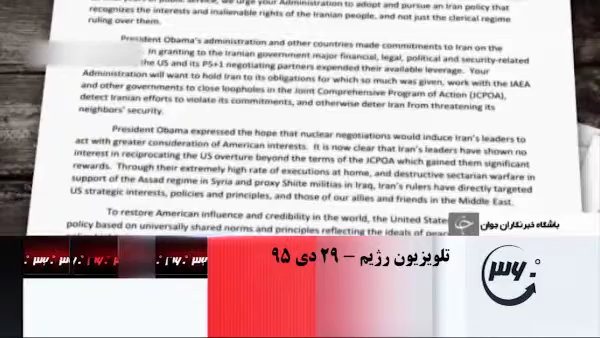 of public service, we urge your Administration to adopt and pursue an Iran policy that
recognizes the interests and inalienable rights of the Iranian people, and not just the clerical regime
ruling over them.
President Obama's administration and other countries made commitments to Iran on the
In granting to the Iranian government major financial, legal, political and security-related
the US and its P5+1 negotiating partners expended their available leverage. Your
Administration will want to hold Iran to its obligations for which so much was given, work with the IAEA
and other governments to close loopholes in the Joint Comprehensive Program of Action (JCPOA),
detect Iranian efforts to violate its commitments, and otherwise deter Iran from threatening its
neighbors' security.
President Obama expressed the hope that nuclear negotiations would induce Iran's leaders to
act with greater consideration of American interests. It is now clear that Iran's leaders have shown no
interest in reciprocating the US overture beyond the terms of the JCPOA which gained them significant
rewards. Through their extremely high rate of executions at home, and destructive sectarian warfare in
support of the Assad regime in Syria and proxy Shiite militias in Iraq, Iran's rulers have directly targeted
US strategic interests, policies and principles, and those of our allies and friends in the Middle East.
To restore American influence and credibility in the world, the United State
policy based on universally shared norms and principles reflecting the ideals of peac
باشگاه خبرنگاران جوان
تلویزیون رژیم – ۲۹ دی ۹۵
۳۶۰